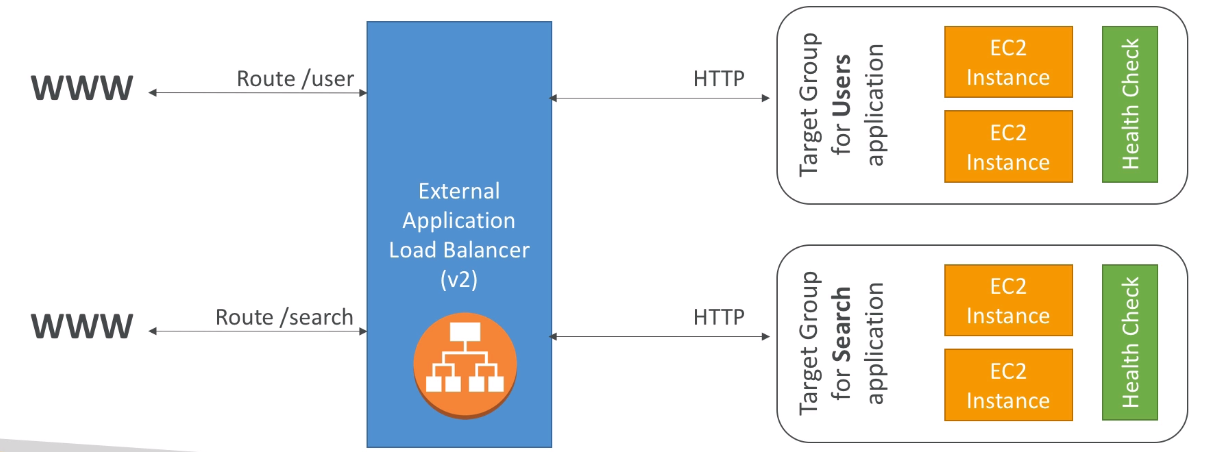 WWW
Route /user
HTTP
Target Group
for Users
application
EC2
Instance
EC2
Instance
Health Check
External
Application
Load Balancer
(v2)
WWW
Route /search
HTTP
Target Group
for Search
application
EC2
Instance
EC2
Instance
Health Check